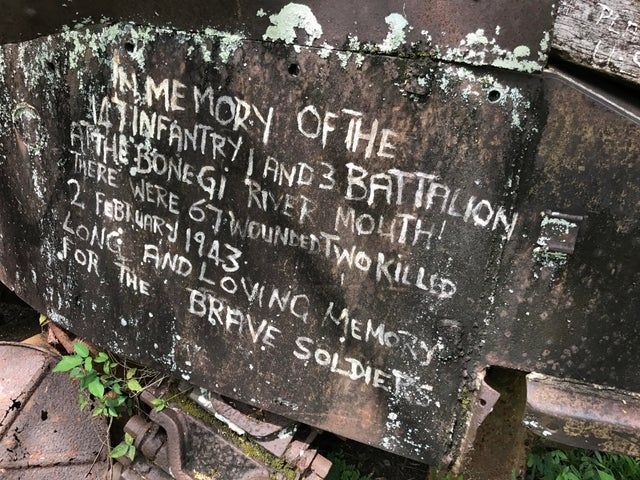 IN MEMORY OF THE
147 INFANTRY 1 AND 3 BATTALION
AT THE BONEGI RIVER MOUTH!
THERE WERE 67 WOUNDED TWO KILLED
2 FEBRUARY 1943
LONG AND LOVING MEMORY
FOR THE BRAVE SOLDIERS